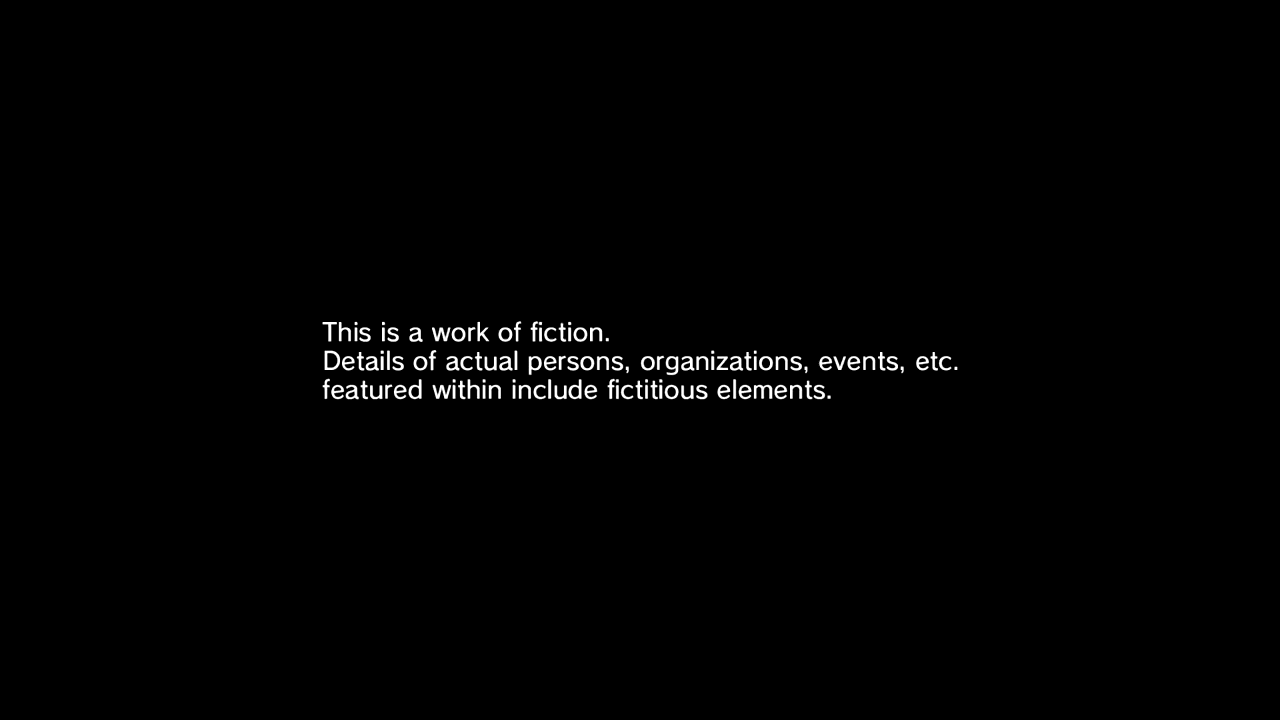 This is a work of fiction.
Details of actual persons, organizations, events, etc.
featured within include fictitious elements.